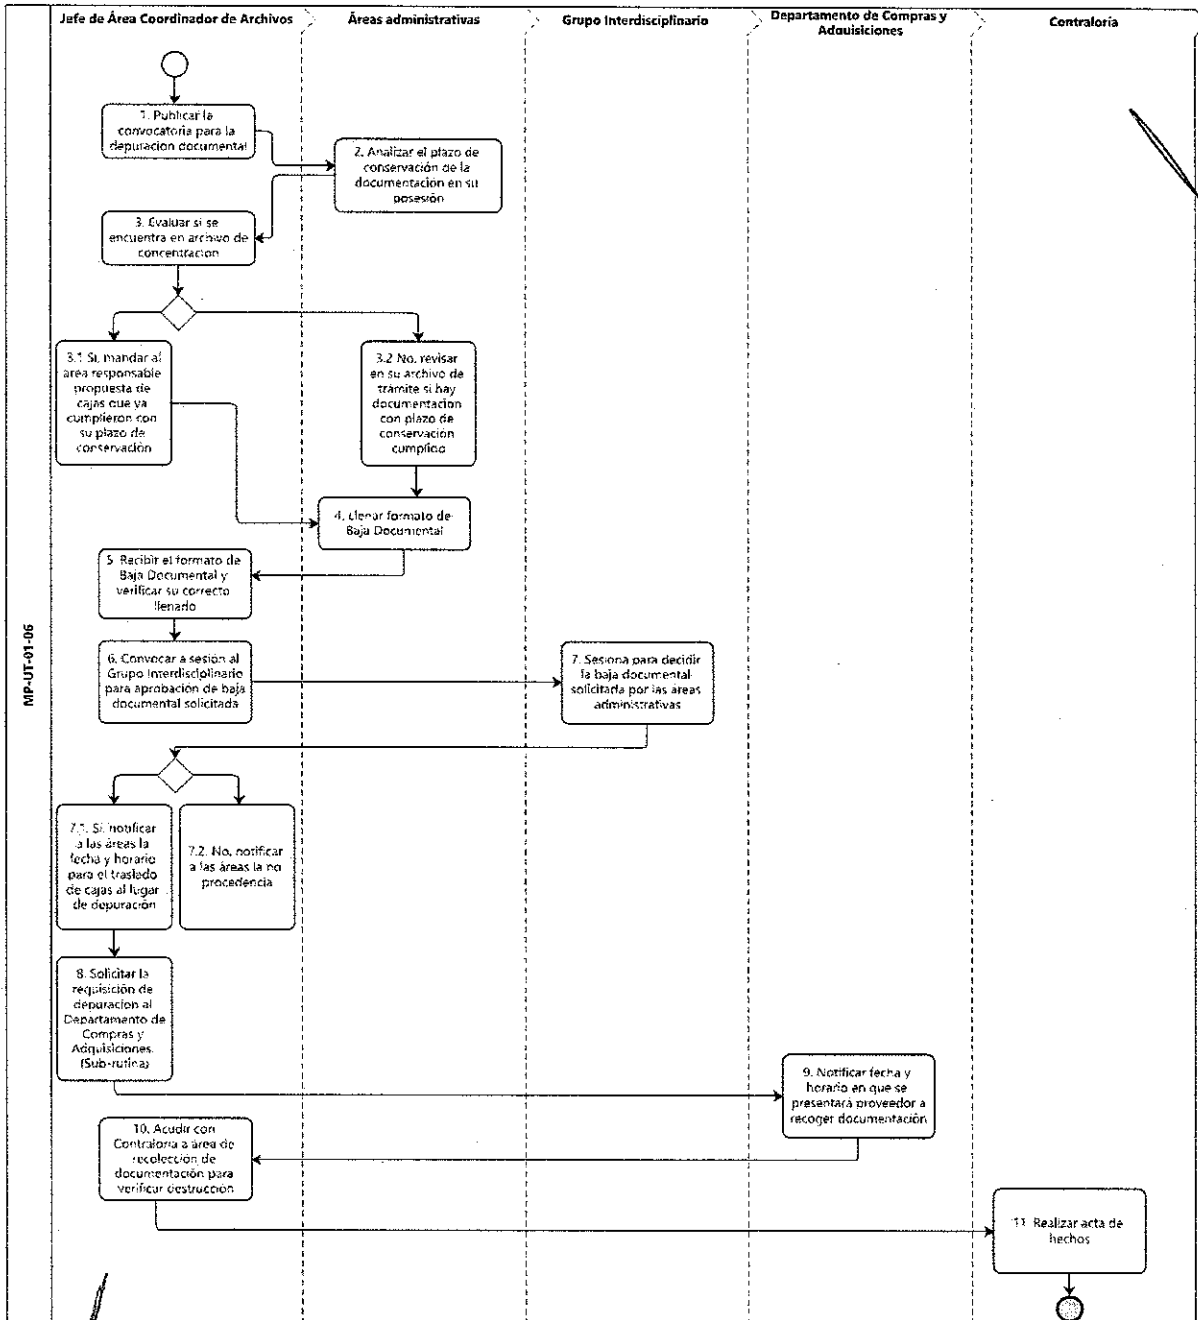 Jefe de Área Coordinador de Archivos
Áreas administrativas
Grupo Interdisciplinario
Departamento de Compras y
Adquisiciones
Contraloría
MP-UT-01-06
1. Publicar la
convocatoria para la
depuracion documental
2. Analizar el plazo de
conservación de la
documentación en su
posesión
3. Evaluar si se
encuentra en archivo de
concentracion
3.1 Si, mandar al
area responsable
propuesta de
cajas que ya
cumplieron con
su plazo de
conservación
3.2 No, revisar
en su archivo de
trámite si hay
documentacion
con plazo de
conservación
cumplido
4. Llenar formato de
Baja Documental
5. Recibir el formato de
Baja Documental y
verificar su correcto
llenado
6. Convocar a sesión al
Grupo Interdisciplinario
para aprobación de baja
documental solicitada
7. Sesiona para decidir
la baja documental
solicitada por las áreas
administrativas
7.1. Si, notificar
a las áreas la
fecha y horario
para el traslado
de cajas al lugar
de depuración
7.2. No, notificar
a las áreas la no
procedencia
8. Solicitar la
requisición de
depuracion al
Departamento de
Compras y
Adquisiciones.
(Sub-rutina)
9. Notificar fecha y
horario en que se
presentará proveedor a
recoger documentación
10. Acudir con
Contraloria a área de
recolección de
documentación para
verificar destrucción
11. Realizar acta de
hechos